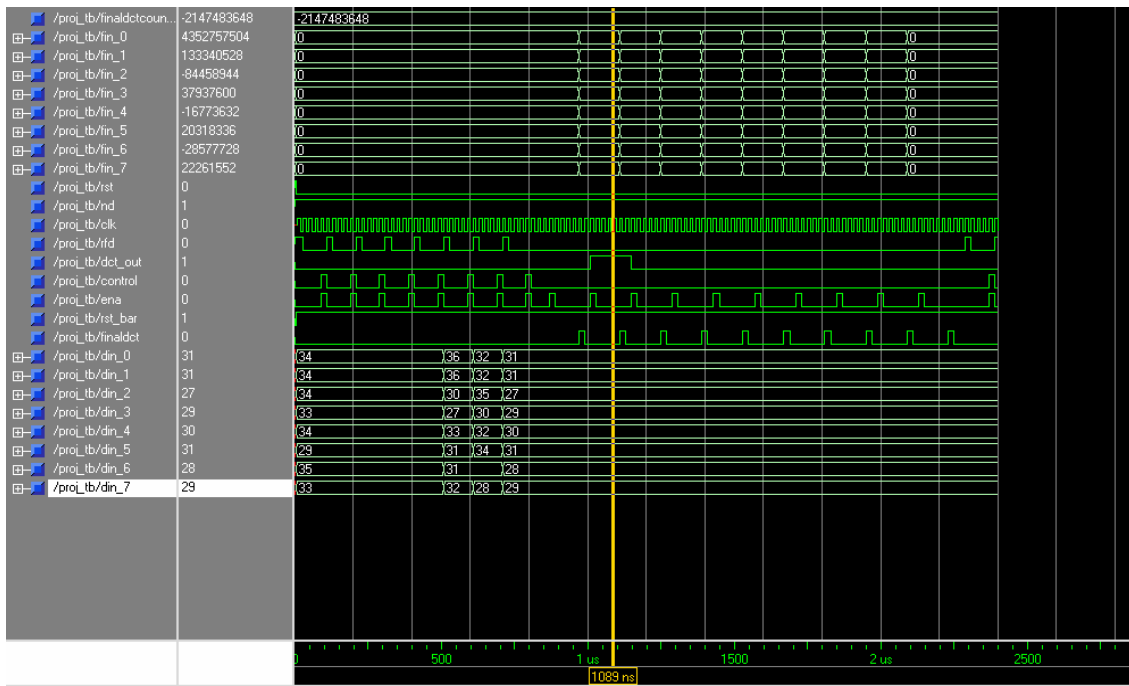 /proj_tb/finaldctcoun... -2147483648 -2147483648
/proj_tb/fin_0 4352757504 0 0
/proj_tb/fin_1 133340528 0 0
/proj_tb/fin_2 -84458944 0 0
/proj_tb/fin_3 37937600 0 0
/proj_tb/fin_4 -16773632 0 0
/proj_tb/fin_5 20318336 0 0
/proj_tb/fin_6 -28577728 0 0
/proj_tb/fin_7 22261552 0 0
/proj_tb/rst 0
/proj_tb/nd 1
/proj_tb/clk 0
/proj_tb/rfd 0
/proj_tb/dct_out 1
/proj_tb/control 0
/proj_tb/ena 0
/proj_tb/rst_bar 1
/proj_tb/finaldct 0
/proj_tb/din_0 31 34 36 32 31
/proj_tb/din_1 31 34 36 32 31
/proj_tb/din_2 27 34 30 35 27
/proj_tb/din_3 29 33 27 30 29
/proj_tb/din_4 30 34 33 32 30
/proj_tb/din_5 31 29 31 34 31
/proj_tb/din_6 28 35 31 28
/proj_tb/din_7 29 33 32 28 29
500 1 us 1500 2 us 2500
1089 ns